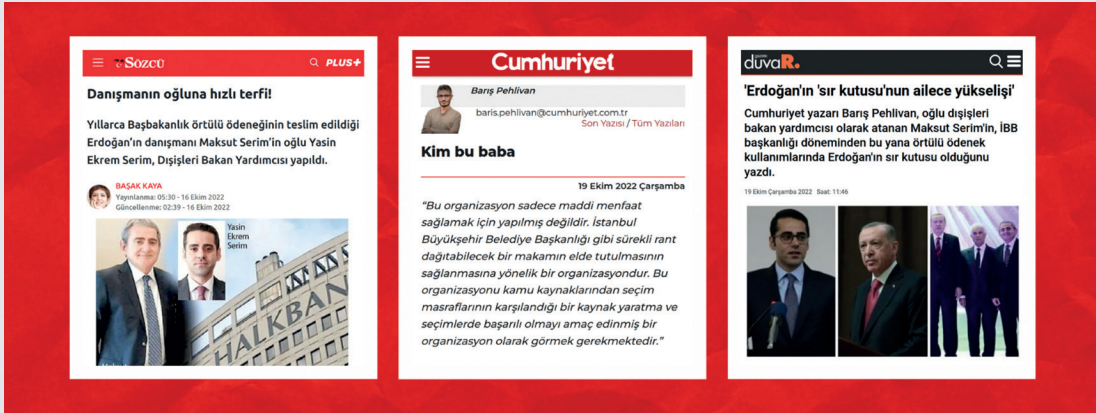 SÖZCÜ
PLUS+
Danışmanın oğluna hızlı terfi!
Yıllarca Başbakanlık örtülü ödeneğinin teslim edildiği
Erdoğan'ın danışmanı Maksut Serim'in oğlu Yasin
Ekrem Serim, Dışişleri Bakan Yardımcısı yapıldı.
BAŞAK KAYA
Yayınlanma: 05:30 - 16 Ekim 2022
Güncellenme: 02:39 - 16 Ekim 2022
Yasin
Ekrem
Serim
HALKBANK
Cumhuriyet
Barış Pehlivan
baris.pehlivan@cumhuriyet.com.tr
Son Yazısı / Tüm Yazıları
Kim bu baba
19 Ekim 2022 Çarşamba
“Bu organizasyon sadece maddi menfaat
sağlamak için yapılmış değildir. İstanbul
Büyükşehir Belediye Başkanlığı gibi sürekli rant
dağıtabilecek bir makamın elde tutulmasının
sağlanmasına yönelik bir organizasyondur. Bu
organizasyonu kamu kaynaklarından seçim
masraflarının karşılandığı bir kaynak yaratma ve
seçimlerde başarılı olmayı amaç edinmiş bir
organizasyon olarak görmek gerekmektedir.”
duvaR.
'Erdoğan'ın 'sır kutusu'nun ailece yükselişi'
Cumhuriyet yazarı Barış Pehlivan, oğlu dışişleri
bakan yardımcısı olarak atanan Maksut Serim'in, İBB
başkanlığı döneminden bu yana örtülü ödenek
kullanımlarında Erdoğan'ın sır kutusu olduğunu
yazdı.
19 Ekim Çarşamba 2022 Saat: 11:46